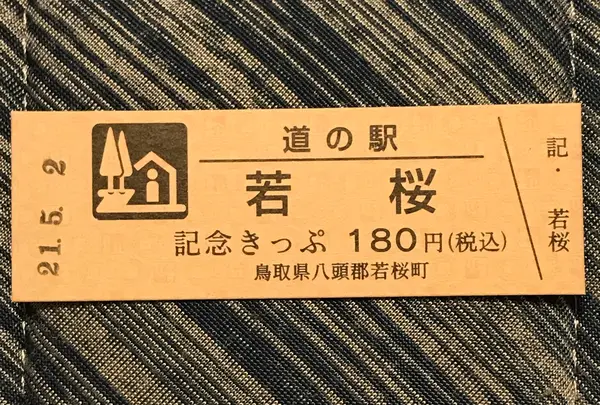 21.5.2
道の駅
若桜
記念きっぷ 180円(税込)
鳥取県八頭郡若桜町
記・若桜